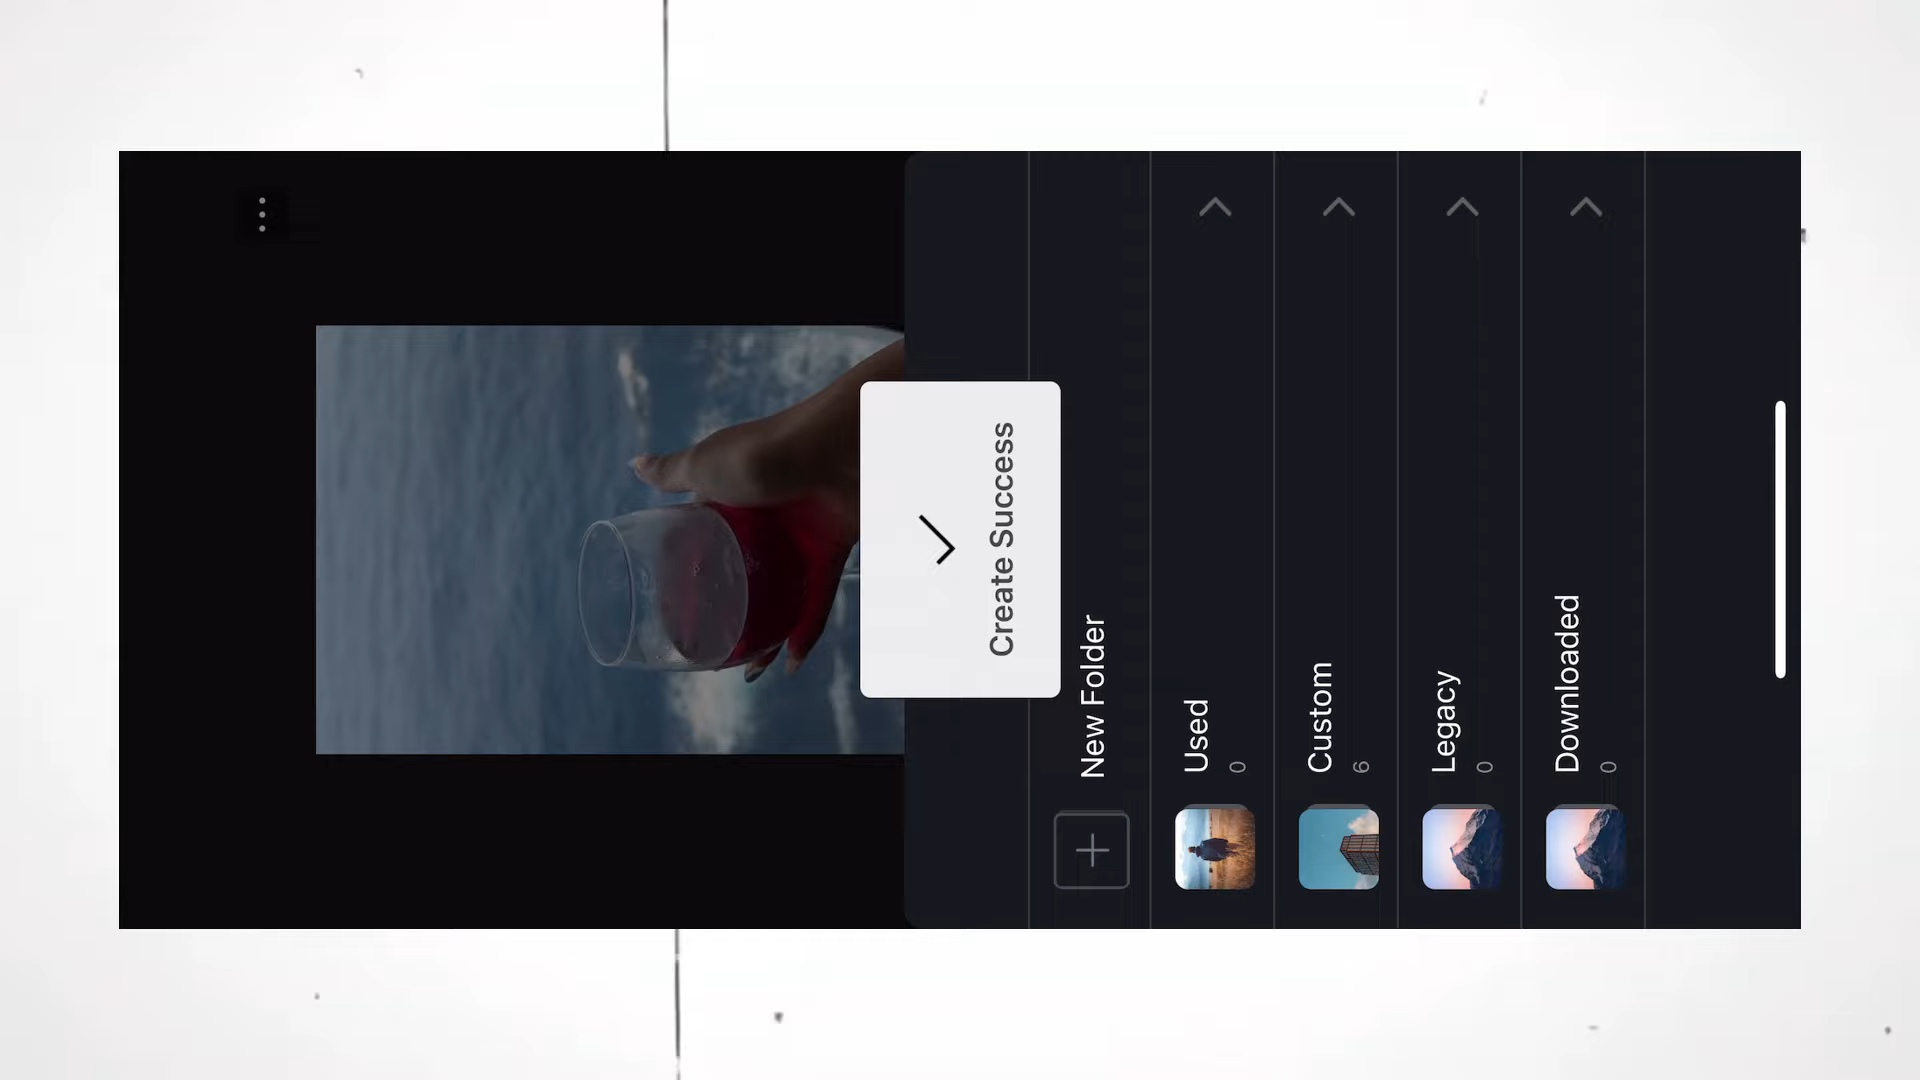 Create Success
New Folder
Used
0
Custom
6
Legacy
0
Downloaded
0